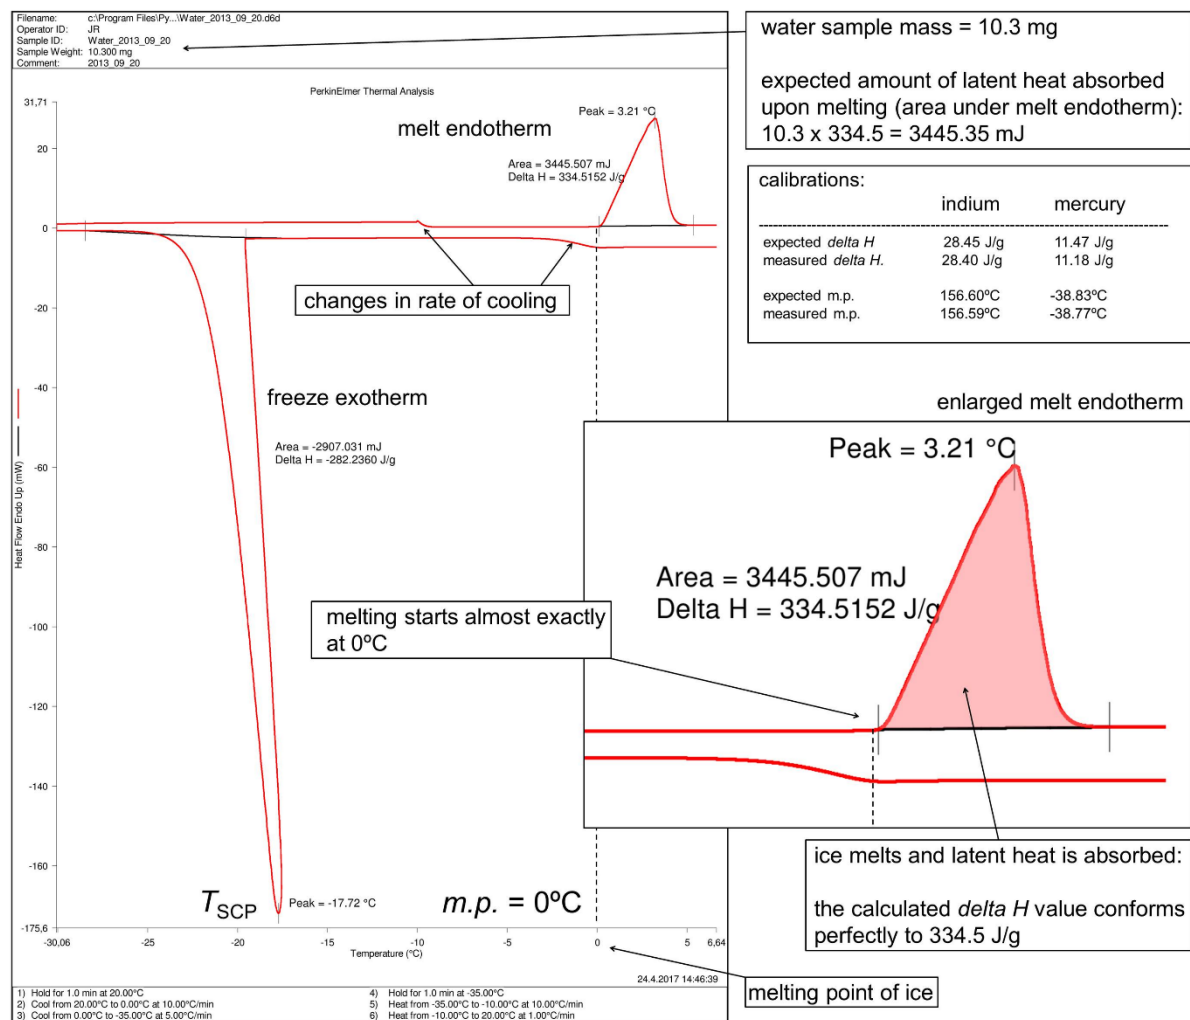 Filename: c:\Program Files\Py...\Water_2013_09_20.d6d
Operator ID: JR
Sample ID: Water_2013_09_20
Sample Weight: 10.300 mg
Comment: 2013_09_20
water sample mass = 10.3 mg
expected amount of latent heat absorbed
upon melting (area under melt endotherm):
10.3 x 334.5 = 3445.35 mJ
PerkinElmer Thermal Analysis
31,71
20
0
-20
-40
-60
-80
-100
-120
-140
-160
-175,6
Heat Flow Endo Up (mW)
melt endotherm
Peak = 3.21 °C
Area = 3445.507 mJ
Delta H = 334.5152 J/g
changes in rate of cooling
freeze exotherm
Area = -2907.031 mJ
Delta H = -282.2360 J/g
calibrations:
indium mercury
expected delta H 28.45 J/g 11.47 J/g
measured delta H. 28.40 J/g 11.18 J/g
expected m.p. 156.60ºC -38.83ºC
measured m.p. 156.59ºC -38.77ºC
enlarged melt endotherm
Peak = 3.21 °C
Area = 3445.507 mJ
Delta H = 334.5152 J/g
melting starts almost exactly
at 0ºC
ice melts and latent heat is absorbed:
the calculated delta H value conforms
perfectly to 334.5 J/g
TSCP
Peak = -17.72 °C
m.p. = 0ºC
-30,06 -25 -20 -15 -10 -5 0 5 6,64
Temperature (°C)
melting point of ice
24.4.2017 14:46:39
1) Hold for 1.0 min at 20.00°C
2) Cool from 20.00°C to 0.00°C at 10.00°C/min
3) Cool from 0.00°C to -35.00°C at 5.00°C/min
4) Hold for 1.0 min at -35.00°C
5) Heat from -35.00°C to -10.00°C at 10.00°C/min
6) Heat from -10.00°C to 20.00°C at 1.00°C/min